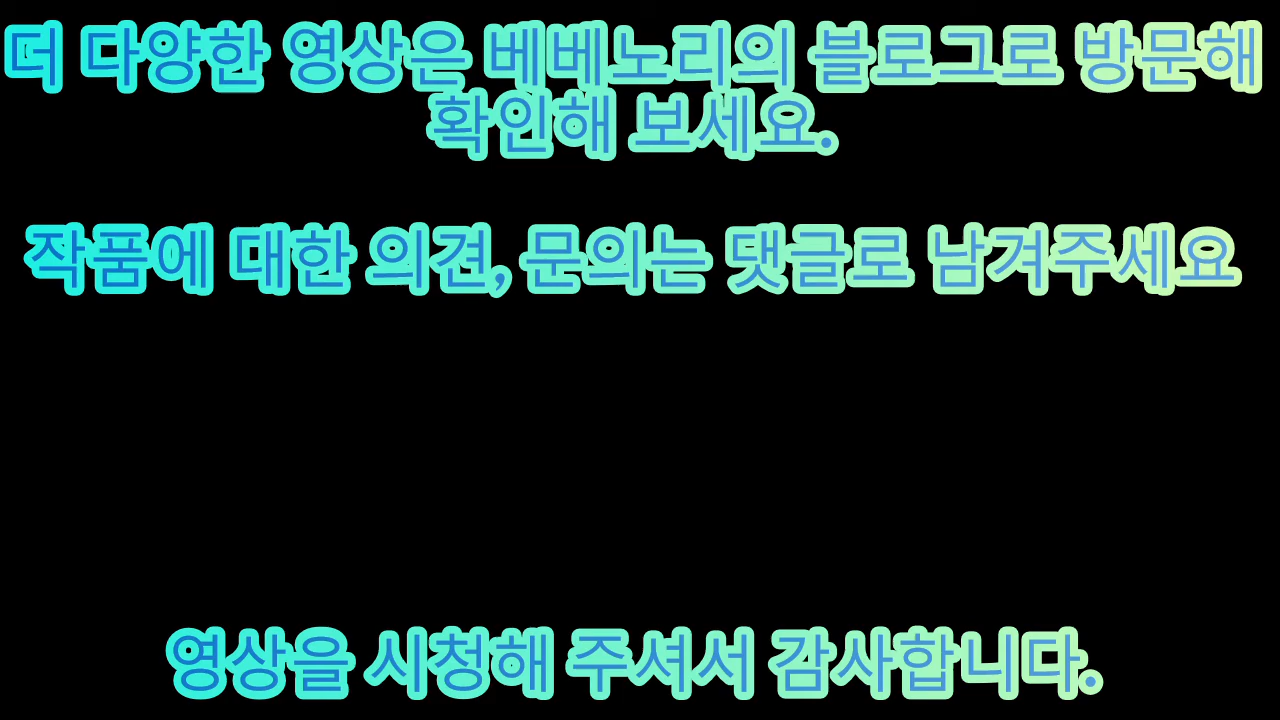 더 다양한 영상은 베베노리의 블로그로 방문해
확인해 보세요.
작품에 대한 의견, 문의는 댓글로 남겨주세요
영상을 시청해 주셔서 감사합니다.